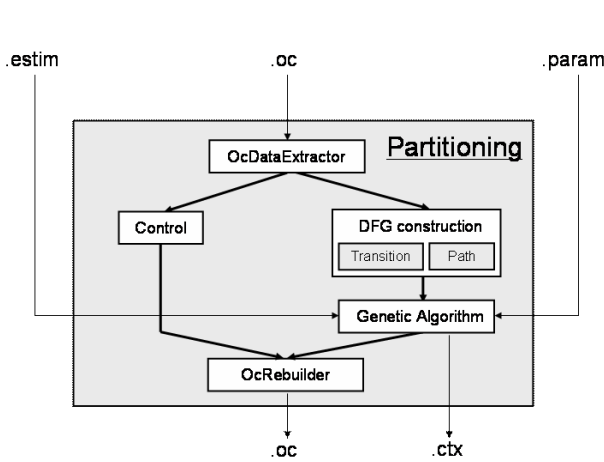 .estim .oc .param
Partitioning
OcDataExtractor
Control
DFG construction
Transition Path
Genetic Algorithm
OcRebuilder
.oc .ctx